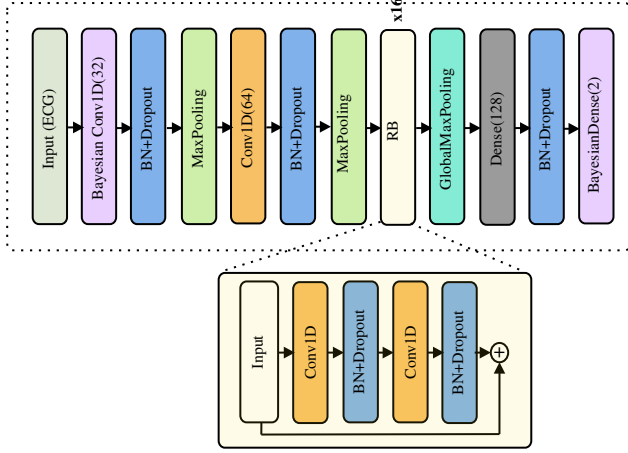 x16
Input (ECG)
Bayesian Conv1D(32)
BN+Dropout
MaxPooling
Conv1D(64)
BN+Dropout
MaxPooling
RB
GlobalMaxPooling
Dense(128)
BN+Dropout
BayesianDense(2)
Input
Conv1D
BN+Dropout
Conv1D
BN+Dropout
+